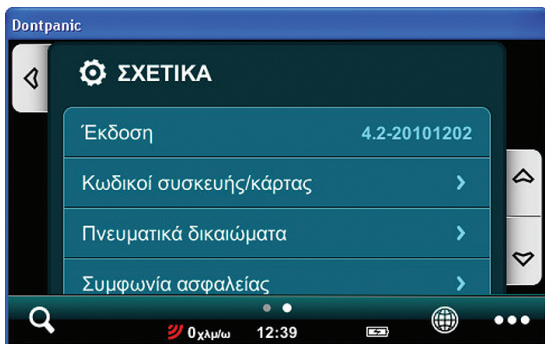 Dontpanic
ΣΧΕΤΙΚΑ
Έκδοση 4.2-20101202
Κωδικοί συσκευής/κάρτας
Πνευματικά δικαιώματα
Συμφωνία ασφαλείας
0χλμ/ω 12:39